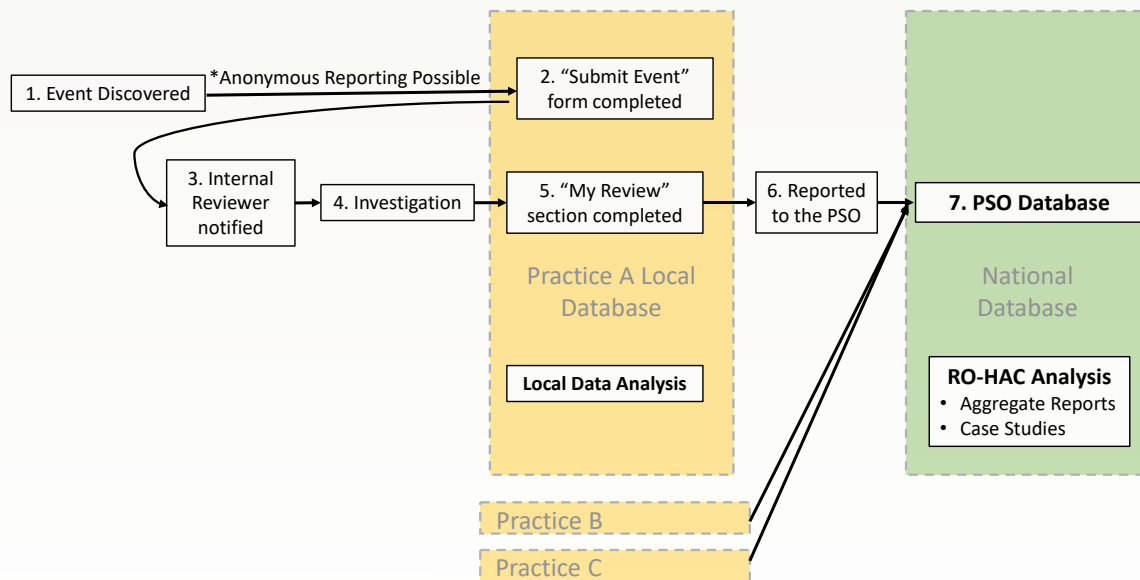 *Anonymous Reporting Possible
1. Event Discovered
2. “Submit Event”
form completed
3. Internal
Reviewer
notified
4. Investigation
5. “My Review”
section completed
6. Reported
to the PSO
7. PSO Database
Practice A Local
Database
National
Database
Local Data Analysis
RO-HAC Analysis
• Aggregate Reports
• Case Studies
Practice B
Practice C